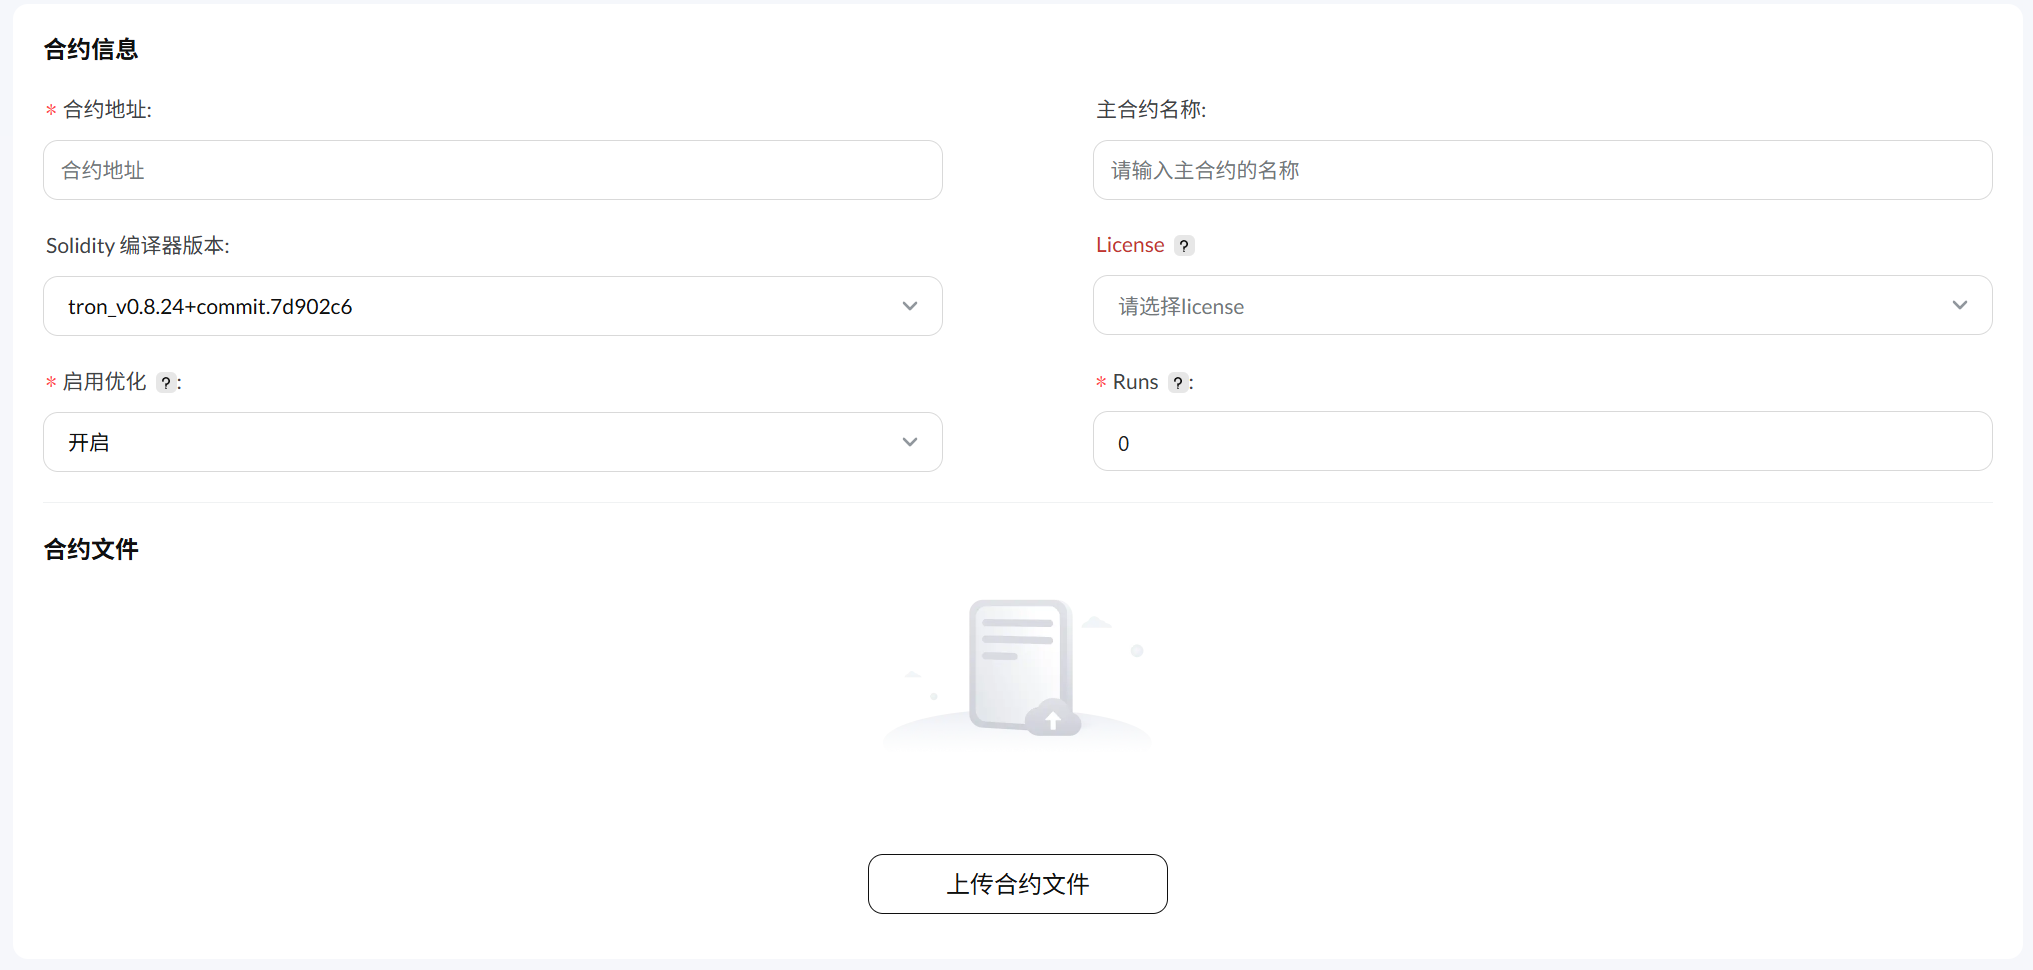 合约信息
* 合约地址:
合约地址
主合约名称:
请输入主合约的名称
Solidity 编译器版本:
tron_v0.8.24+commit.7d902c6
License ?
请选择license
* 启用优化 ?:
开启
* Runs ?:
0
合约文件
上传合约文件